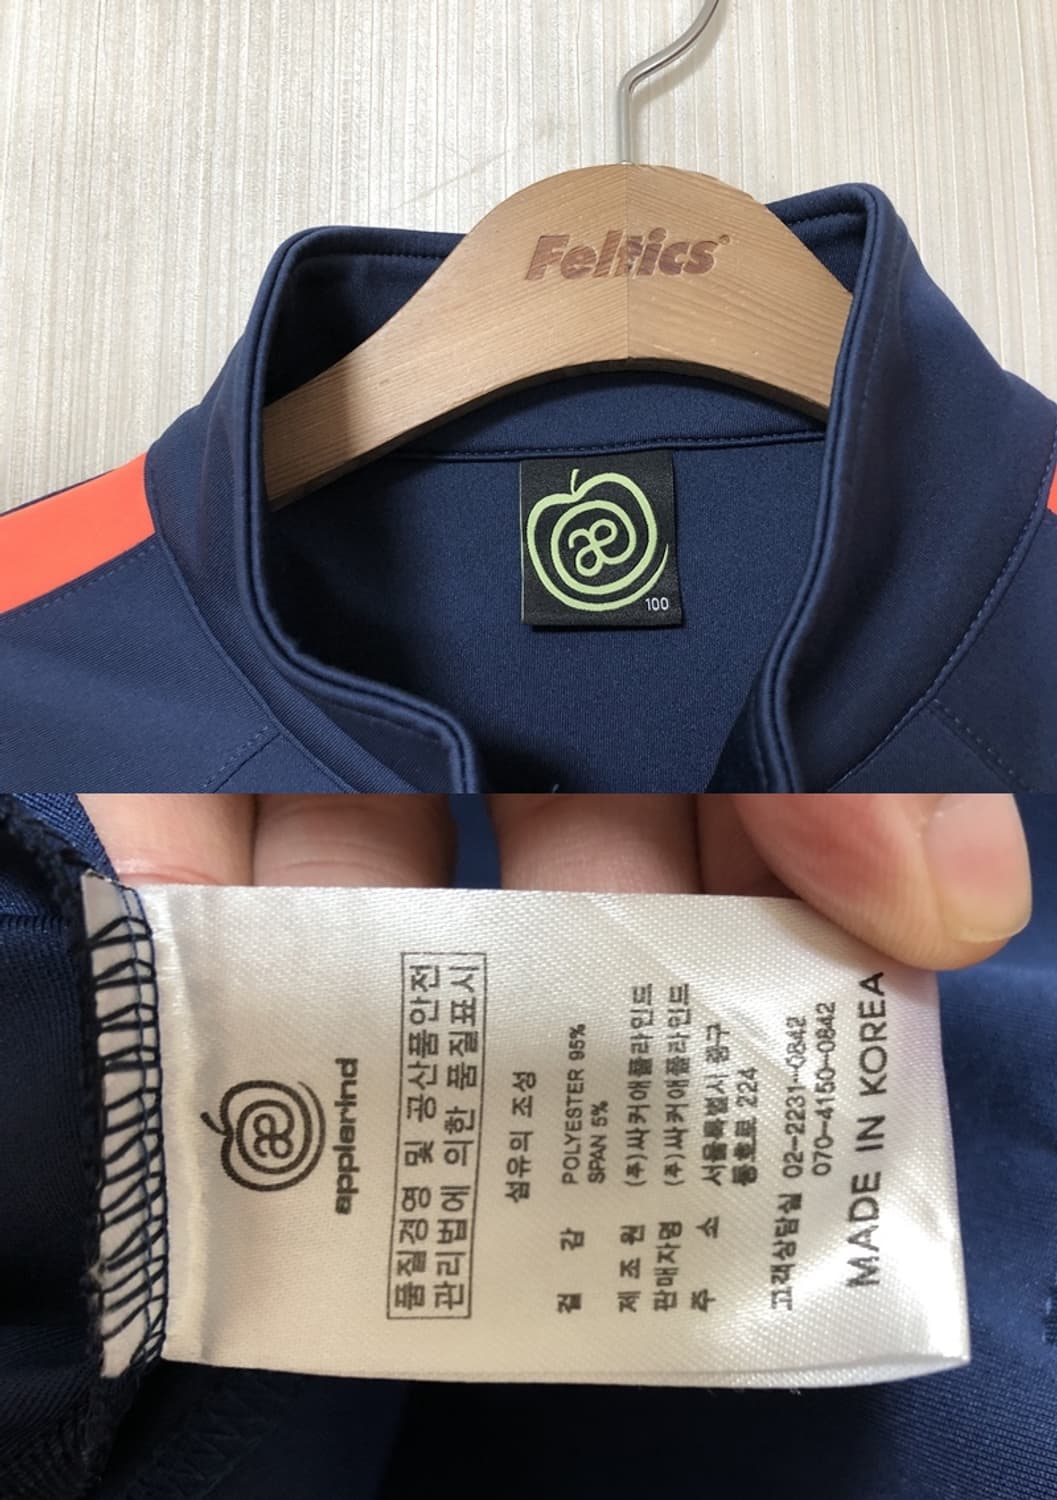 Feltics
æ
100
æ
applarind
품질경영 및 공산품안전
관리법에 의한 품질표시
섬유의 조성
겉 감 POLYESTER 95%
SPAN 5%
제 조 원 (주)싸커애플라인드
판매자명 (주)싸커애플라인드
주 소 서울특별시 중구
동호로 224
고객상담실 02-2231-0842
070-4150-0842
MADE IN KOREA